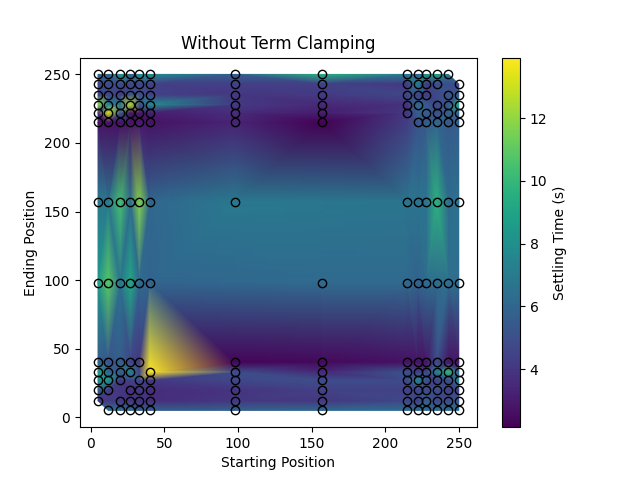 Without Term Clamping
250
200
150
100
50
0
Ending Position
0 50 100 150 200 250
Starting Position
12
10
8
6
4
Settling Time (s)